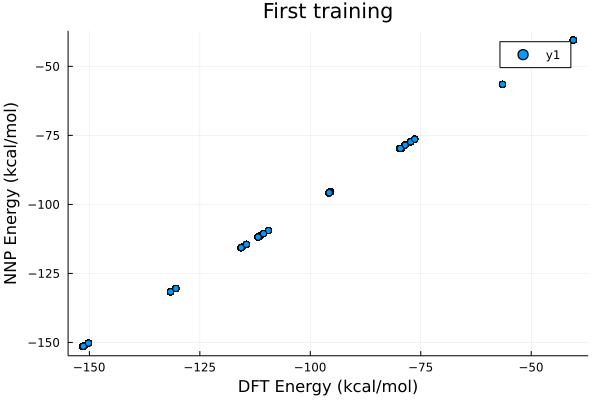 First training
y1
NNP Energy (kcal/mol)
−50
−75
−100
−125
−150
−150 −125 −100 −75 −50
DFT Energy (kcal/mol)